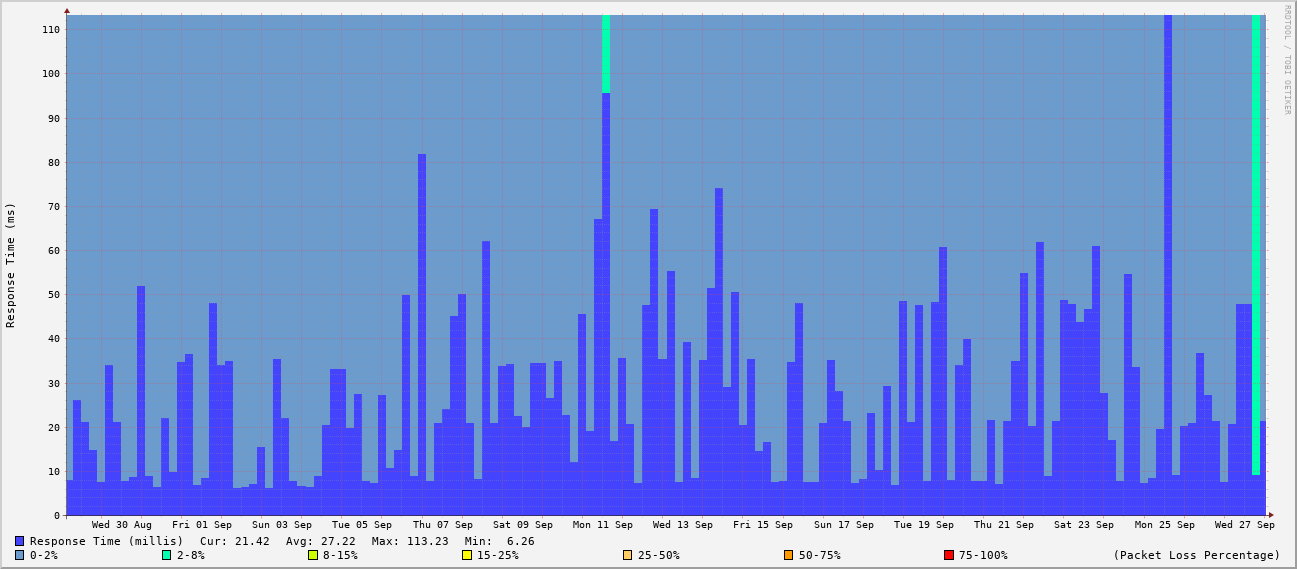 RRDTOOL / TOBI OETIKER
Response Time (ms)
110
100
90
80
70
60
50
40
30
20
10
0
Wed 30 Aug Fri 01 Sep Sun 03 Sep Tue 05 Sep Thu 07 Sep Sat 09 Sep Mon 11 Sep Wed 13 Sep Fri 15 Sep Sun 17 Sep Tue 19 Sep Thu 21 Sep Sat 23 Sep Mon 25 Sep Wed 27 Sep
Response Time (millis) Cur: 21.42 Avg: 27.22 Max: 113.23 Min: 6.26
0-2% 2-8% 8-15% 15-25% 25-50% 50-75% 75-100% (Packet Loss Percentage)